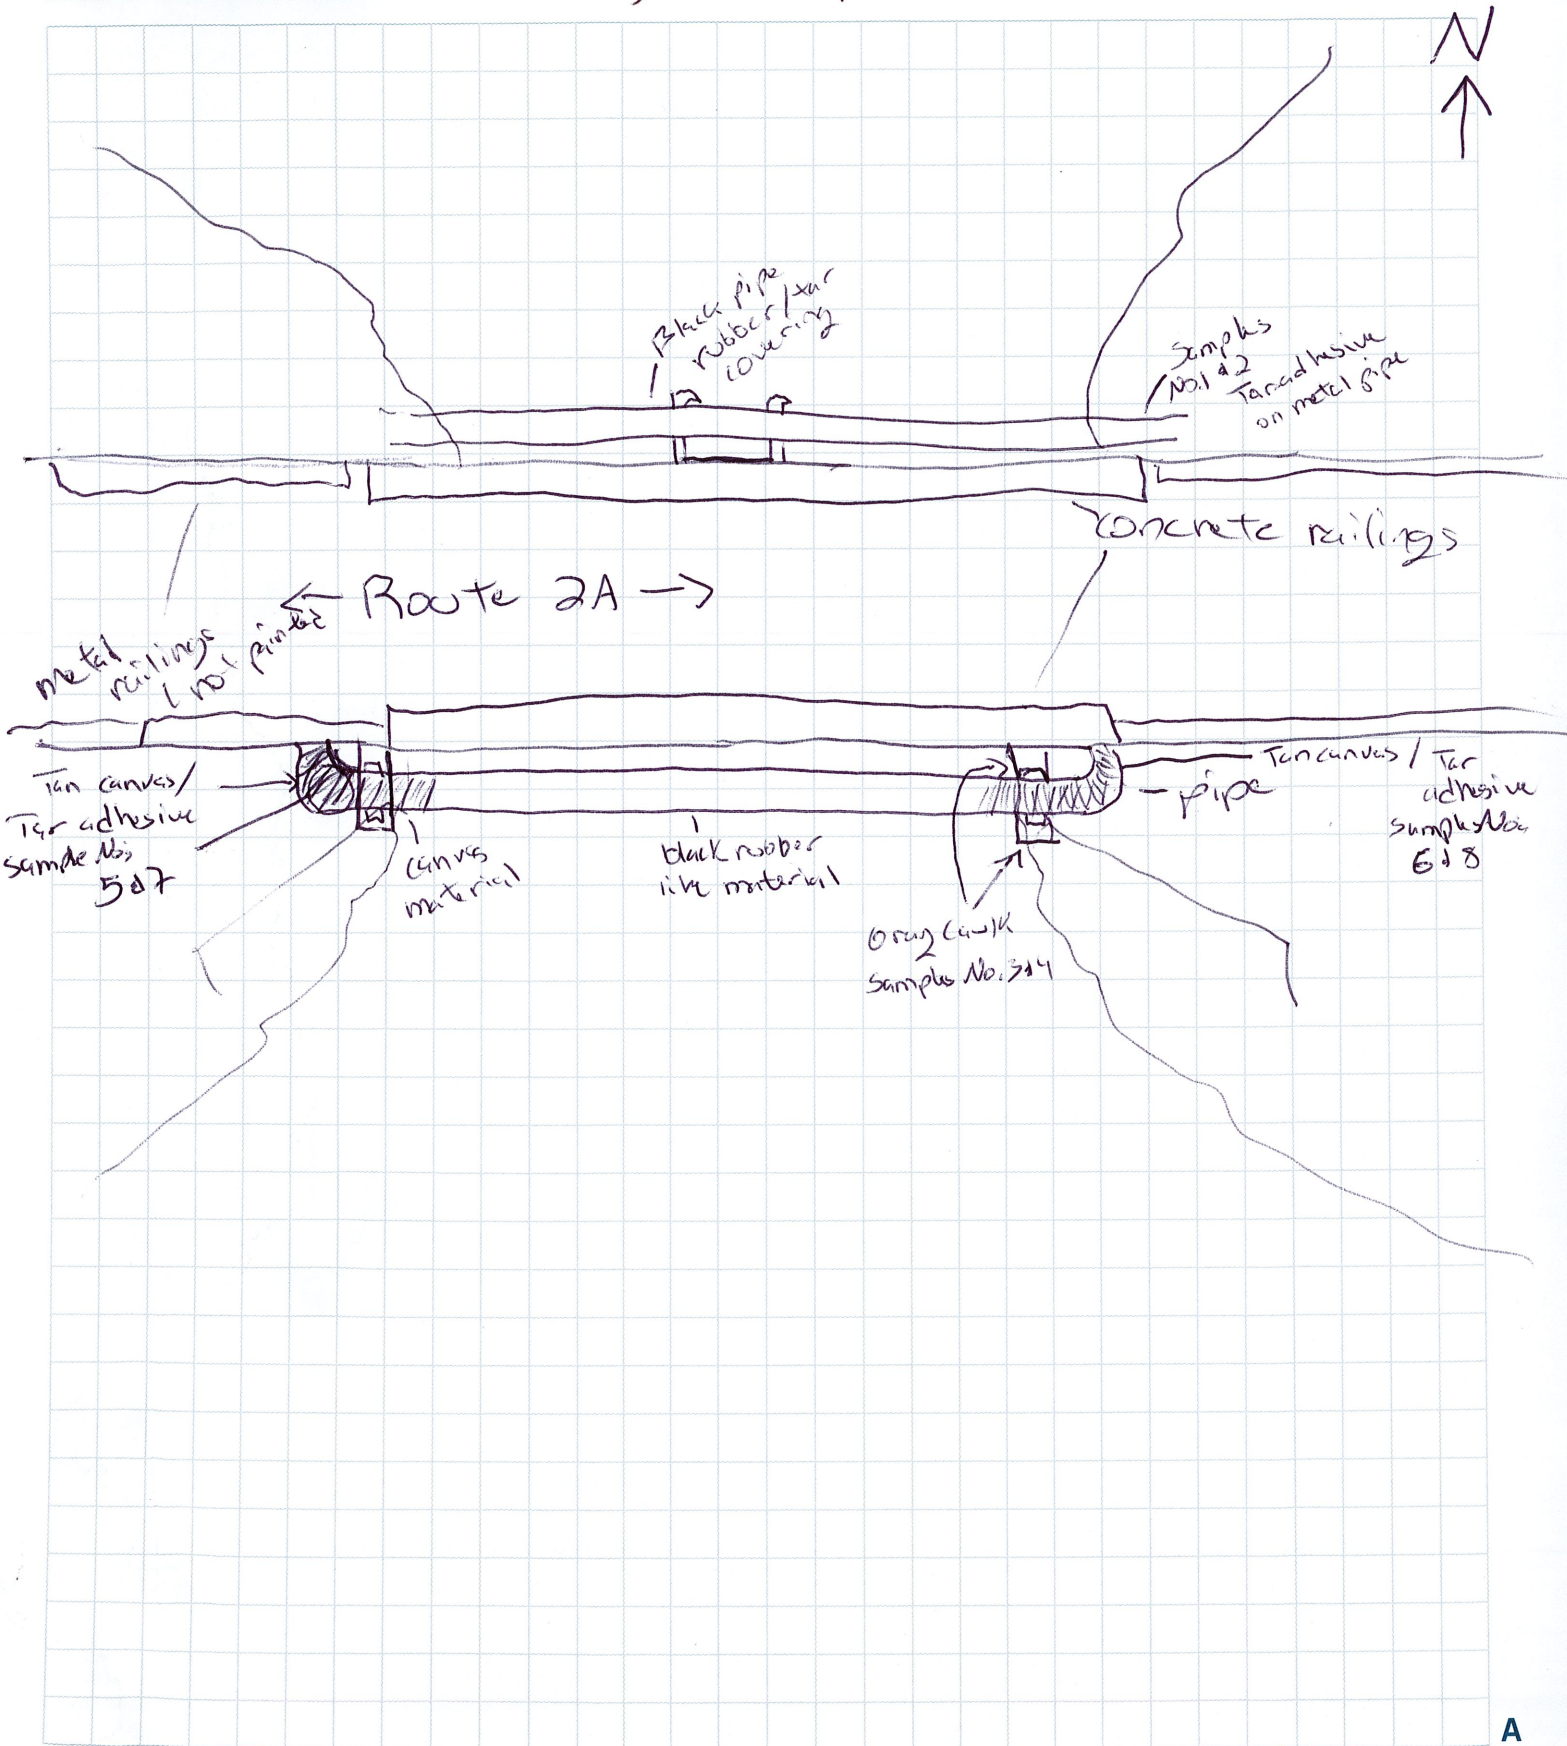 N
Black pipe
rubber/tar
covering
Samples
No. 1 & 2
Tar adhesive
on metal pipe
concrete railings
← Route 2A →
metal
railings
not painted
Tan canvas/
Tar adhesive
sample No's
5 & 7
canvas
material
black rubber
like material
Gray Caulk
samples No. 3 & 4
Tan canvas / Tar
adhesive
samples No's
6 & 8
- pipe
A